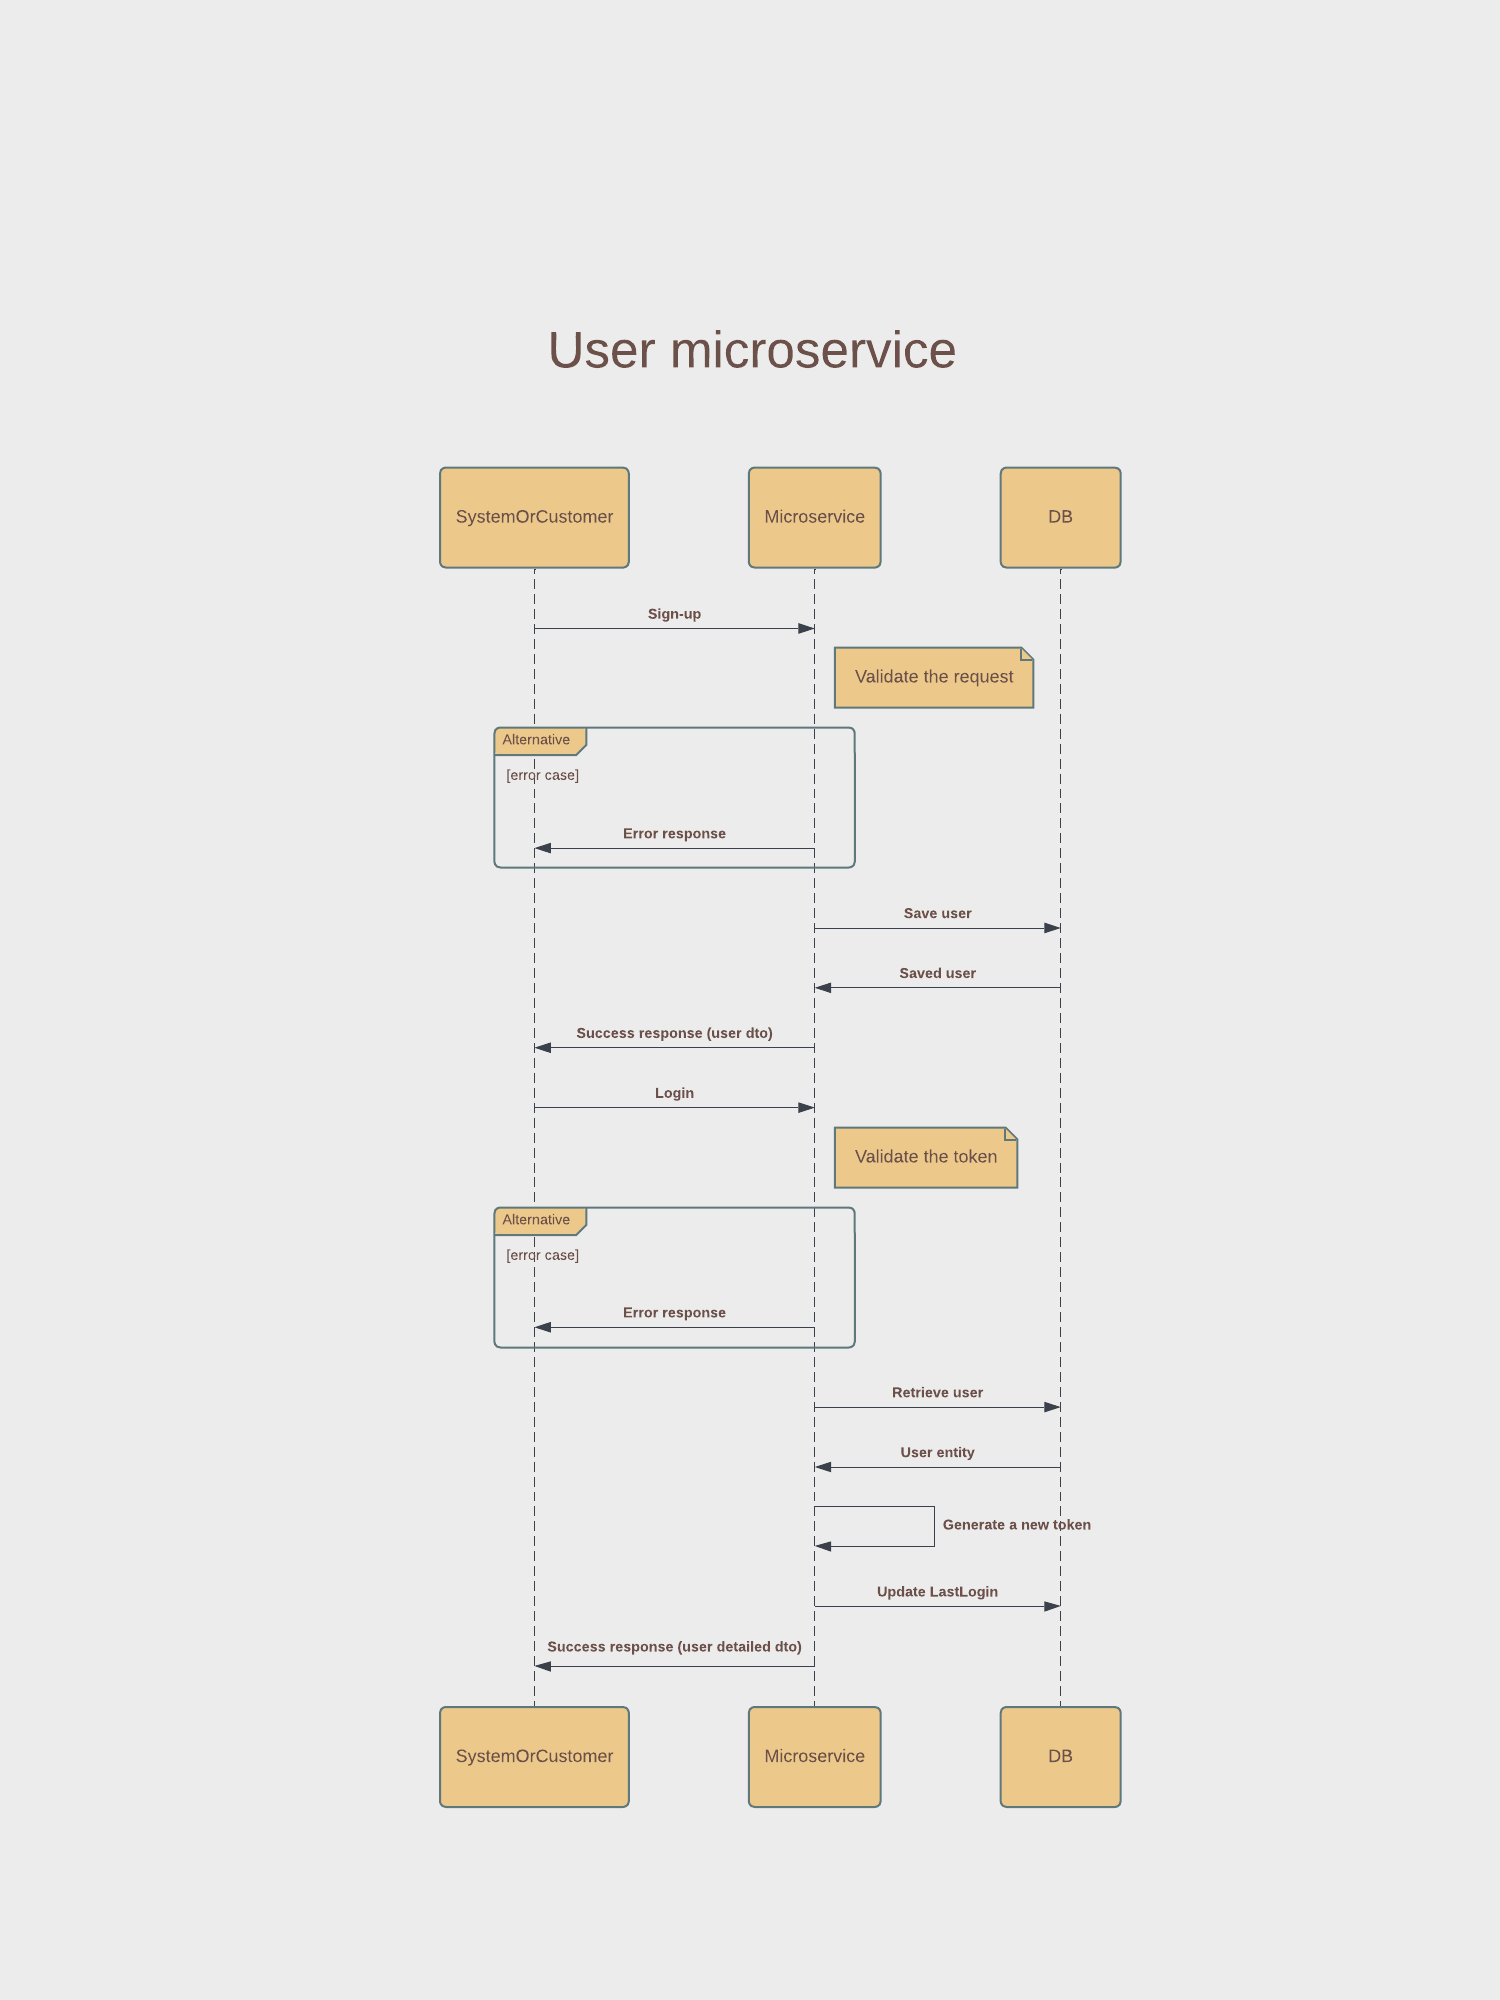 User microservice
SystemOrCustomer
Microservice
DB
Sign-up
Validate the request
Alternative
[error case]
Error response
Save user
Saved user
Success response (user dto)
Login
Validate the token
Alternative
[error case]
Error response
Retrieve user
User entity
Generate a new token
Update LastLogin
Success response (user detailed dto)
SystemOrCustomer
Microservice
DB